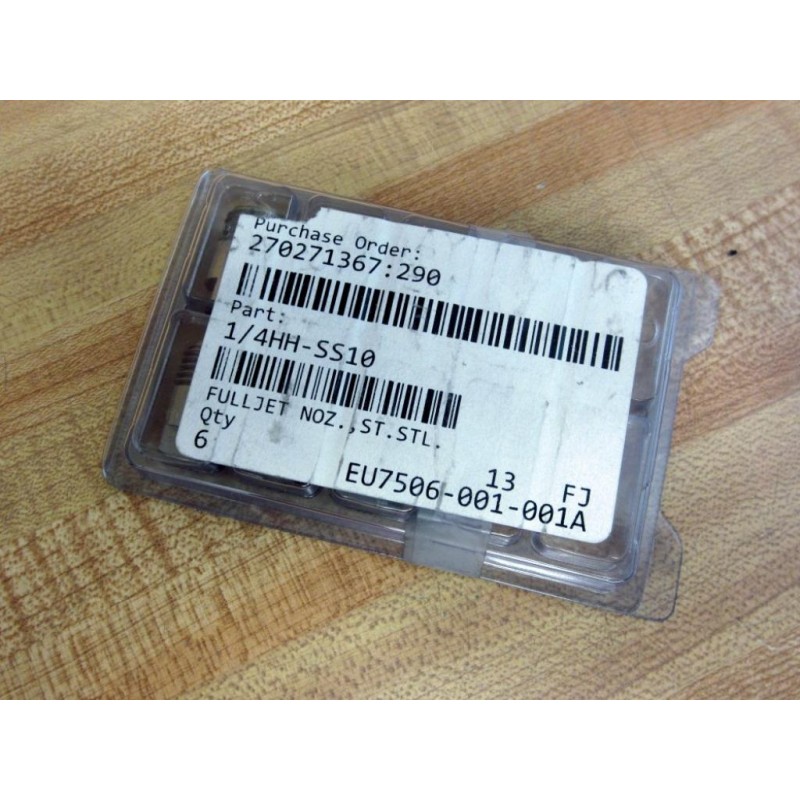 Purchase Order:
270271367:290
Part:
1/4HH-SS10
FULLJET NOZ.,ST.STL.
Qty
6
13 FJ
EU7506-001-001A